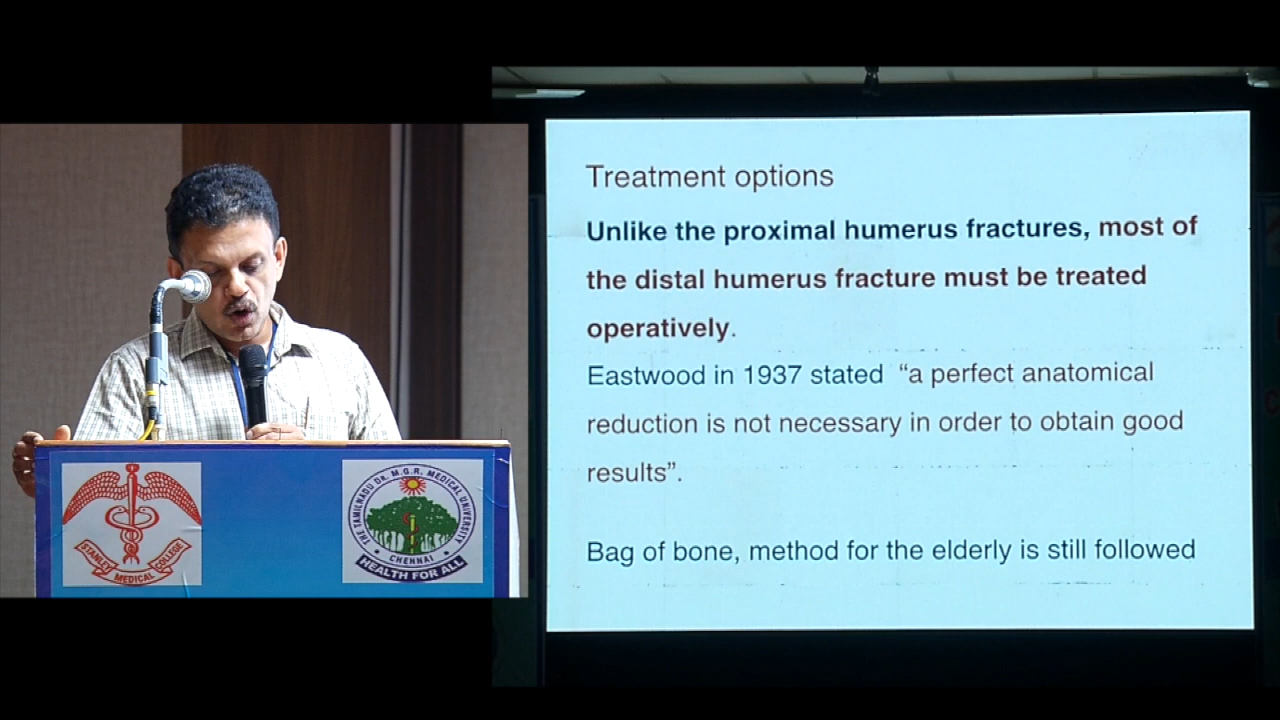 Treatment options
Unlike the proximal humerus fractures, most of
the distal humerus fracture must be treated
operatively.
Eastwood in 1937 stated “a perfect anatomical
reduction is not necessary in order to obtain good
results”.
Bag of bone, method for the elderly is still followed
STANLEY
MEDICAL COLLEGE
THE TAMILNADU DR. M.G.R. MEDICAL UNIVERSITY
CHENNAI
HEALTH FOR ALL